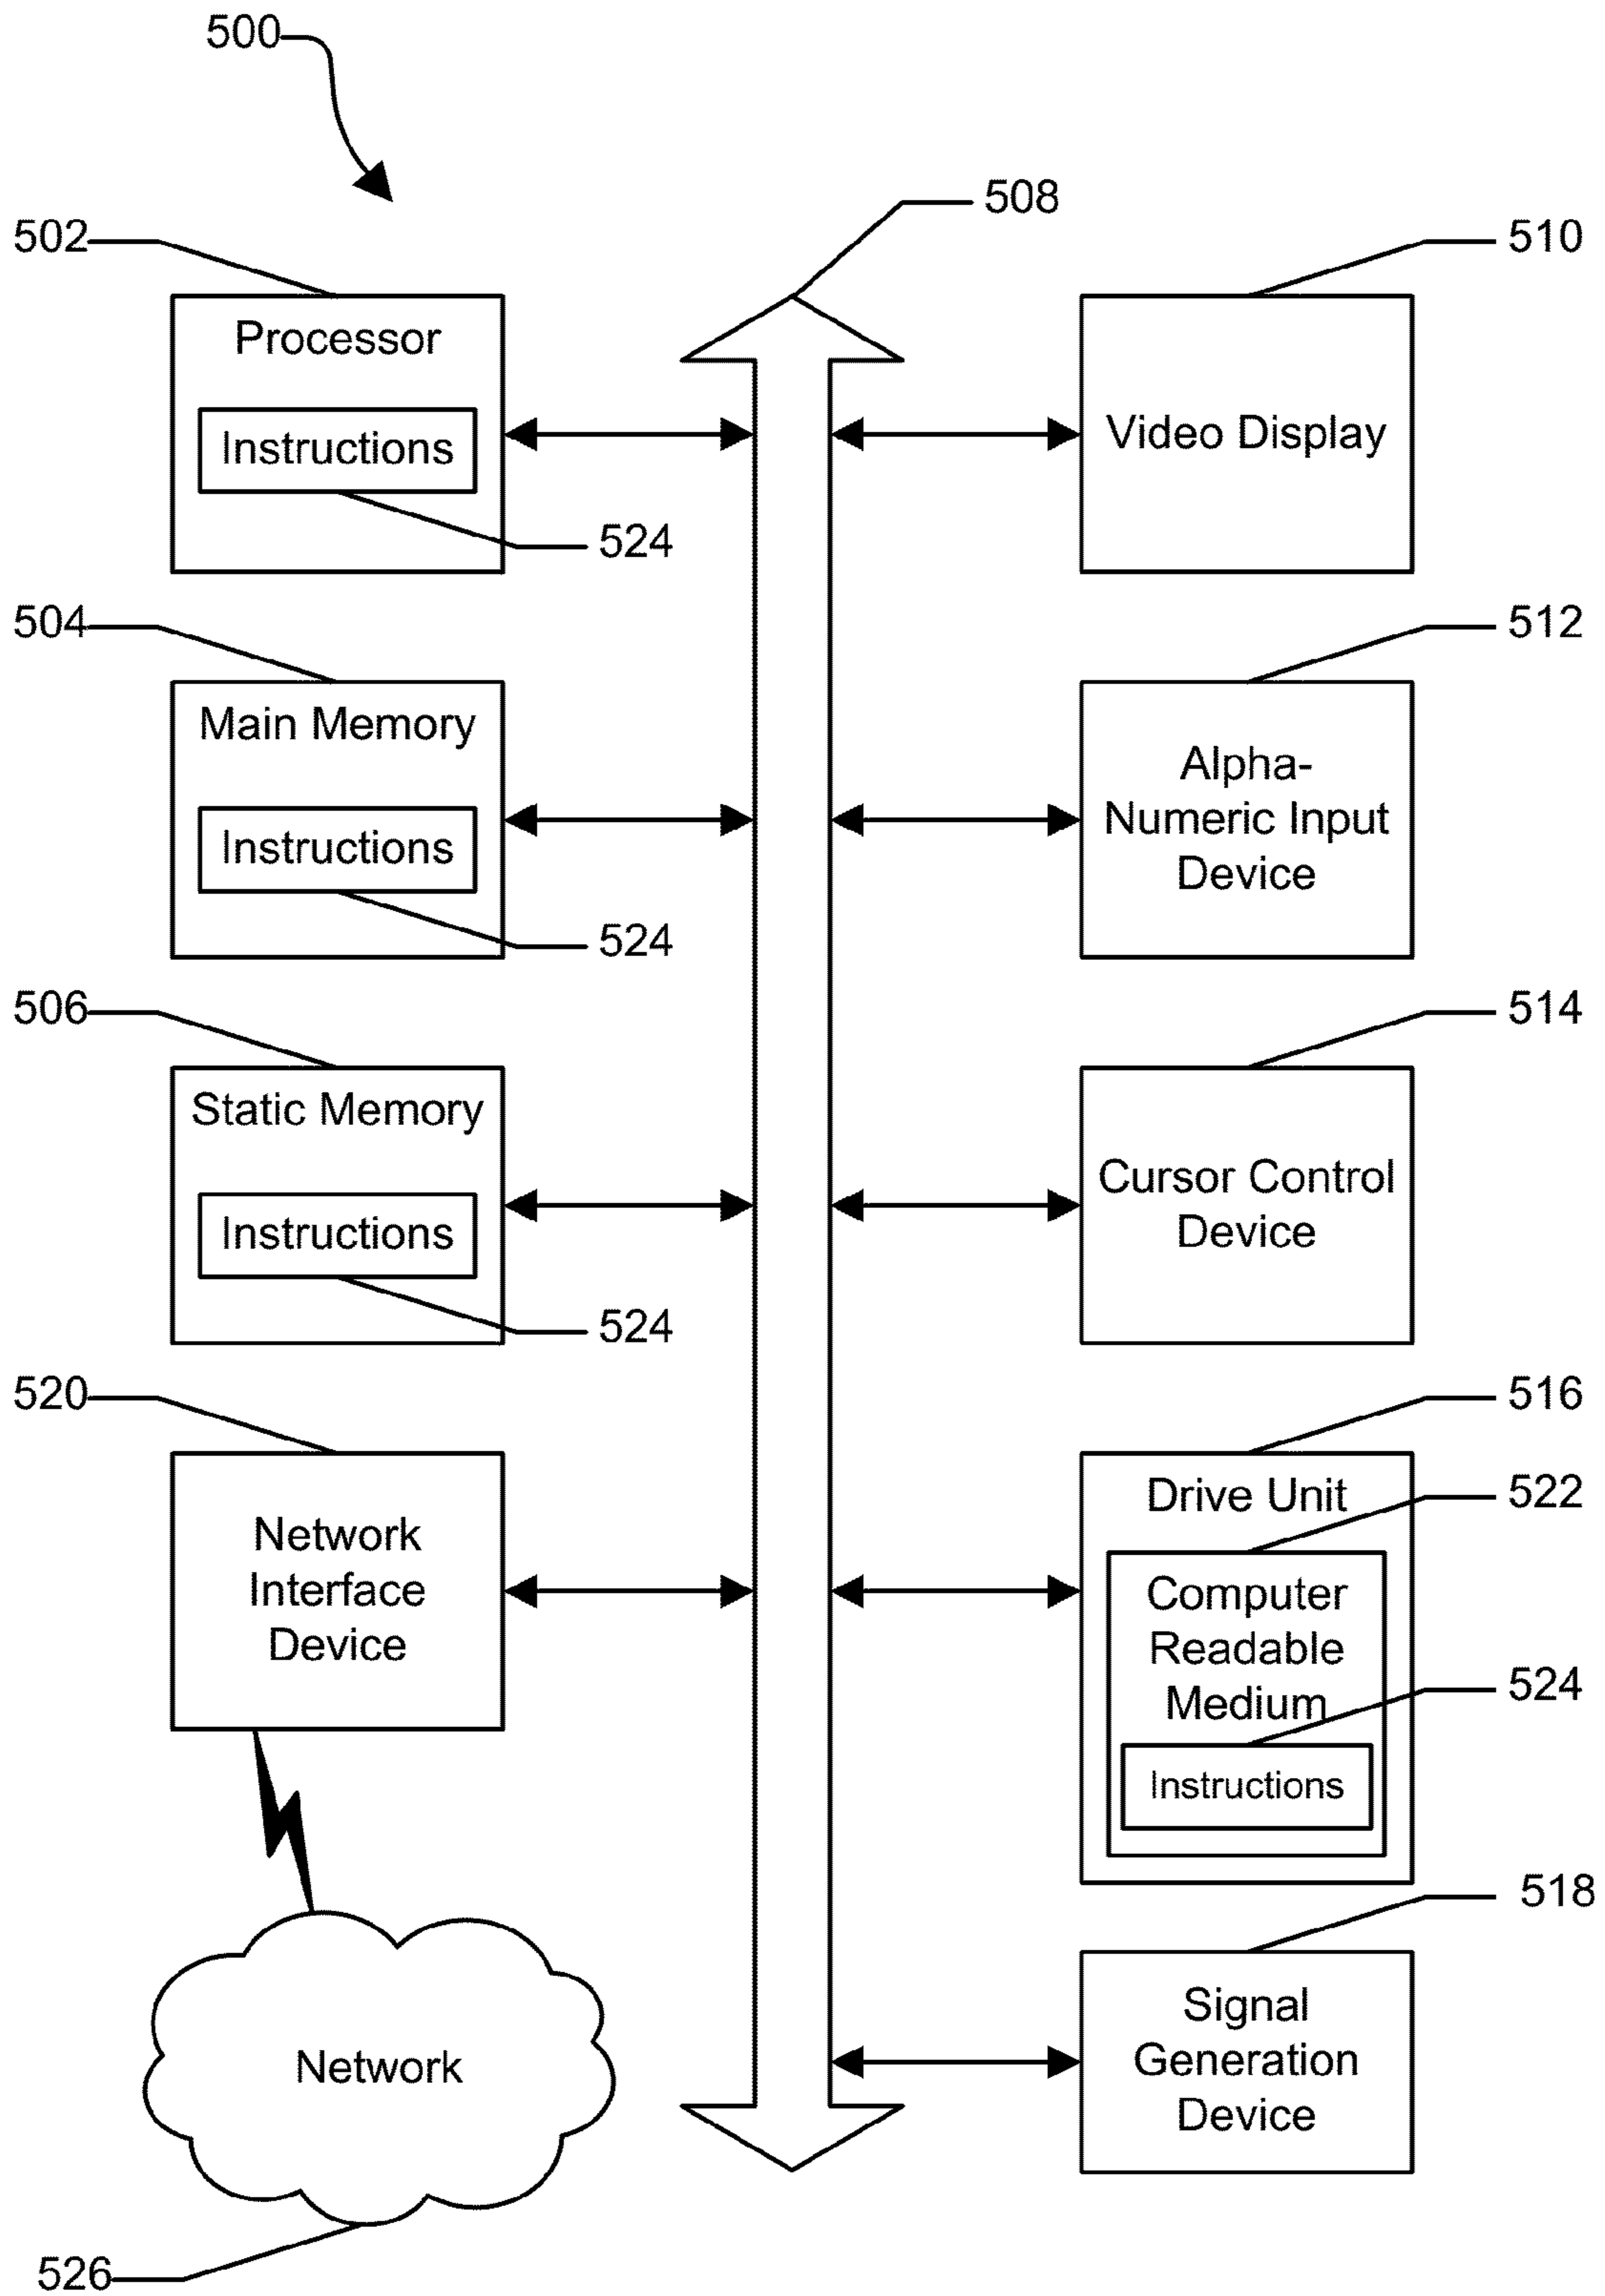 500
508
502
510
Processor
Instructions
524
Video Display
504
512
Main Memory
Instructions
524
Alpha-
Numeric Input
Device
506
514
Static Memory
Instructions
524
Cursor Control
Device
520
516
Network
Interface
Device
Drive Unit
522
Computer
Readable
Medium
524
Instructions
518
Signal
Generation
Device
Network
526